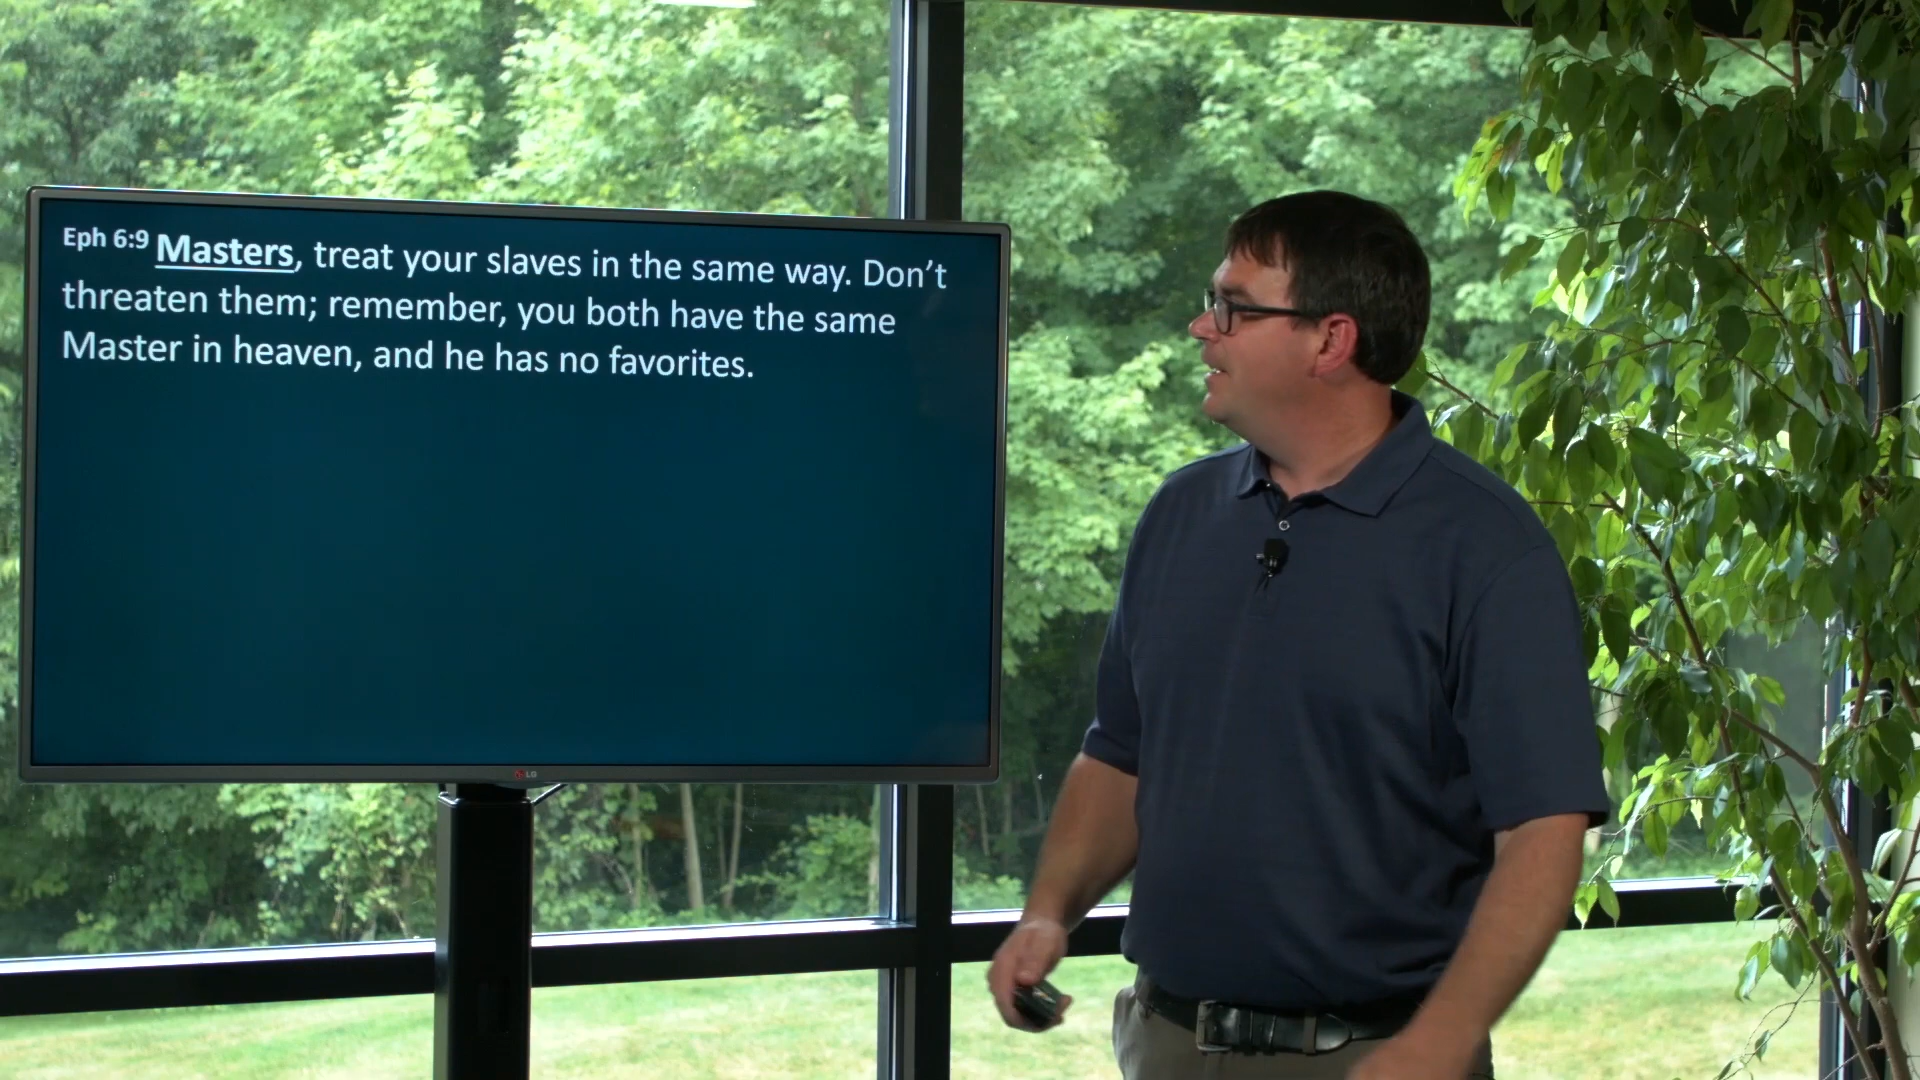 Eph 6:9 Masters, treat your slaves in the same way. Don’t
threaten them; remember, you both have the same
Master in heaven, and he has no favorites.
LG